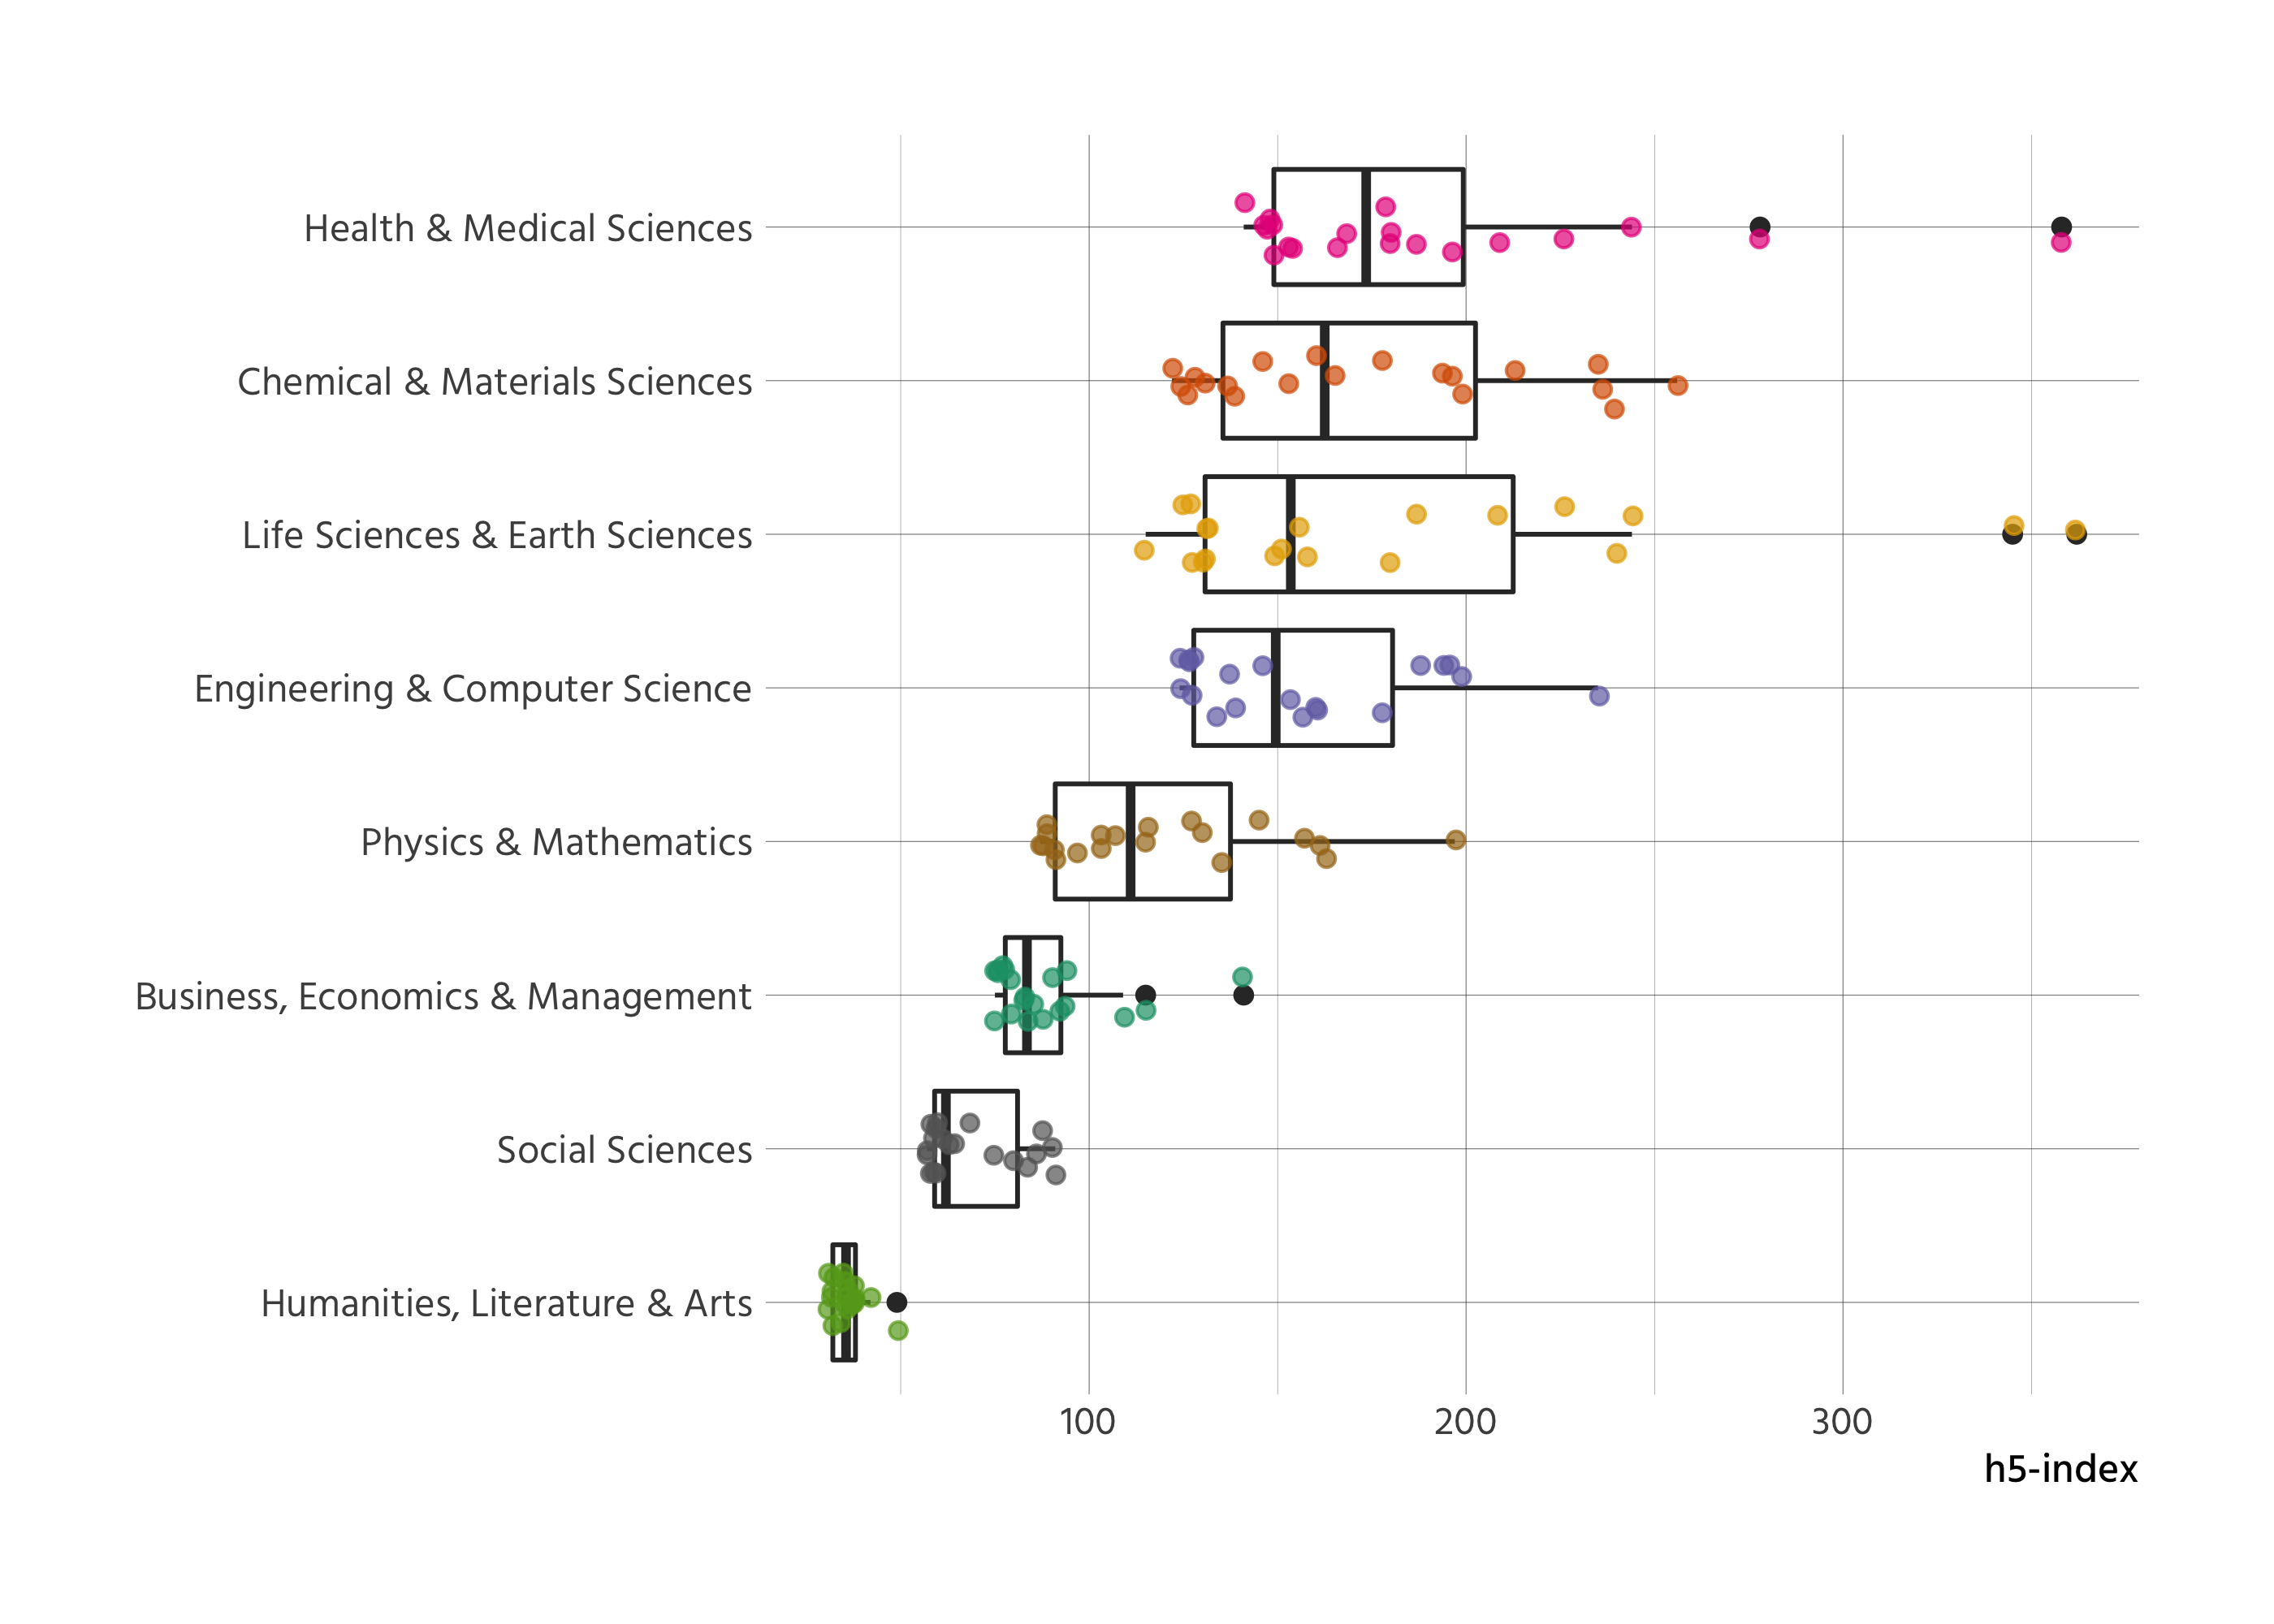 Health & Medical Sciences
Chemical & Materials Sciences
Life Sciences & Earth Sciences
Engineering & Computer Science
Physics & Mathematics
Business, Economics & Management
Social Sciences
Humanities, Literature & Arts
100 200 300
h5-index